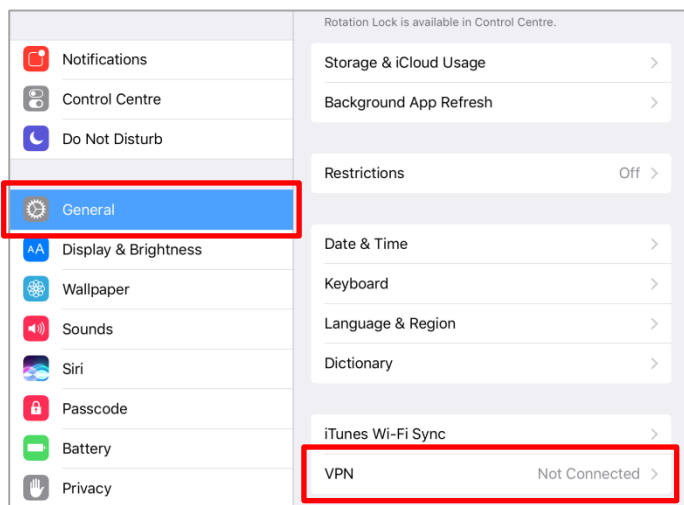 Notifications
Control Centre
Do Not Disturb
General
AA Display & Brightness
Wallpaper
Sounds
Siri
Passcode
Battery
Privacy
Rotation Lock is available in Control Centre.
Storage & iCloud Usage
Background App Refresh
Restrictions Off
Date & Time
Keyboard
Language & Region
Dictionary
iTunes Wi-Fi Sync
VPN Not Connected